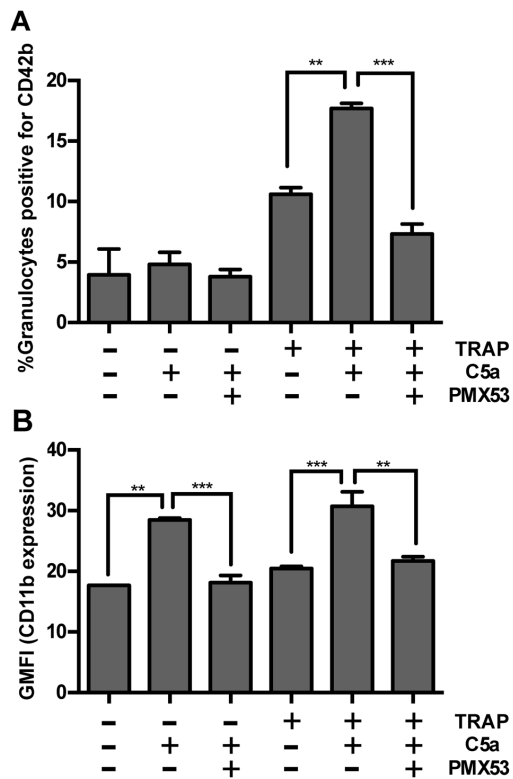 A
%Granulocytes positive for CD42b
20
15
10
5
0
** ***
- - - + + + TRAP
- + + - + + C5a
- - + - - + PMX53
B
GMFI (CD11b expression)
40
30
20
10
0
** *** *** **
- - - + + + TRAP
- + + - + + C5a
- - + - - + PMX53